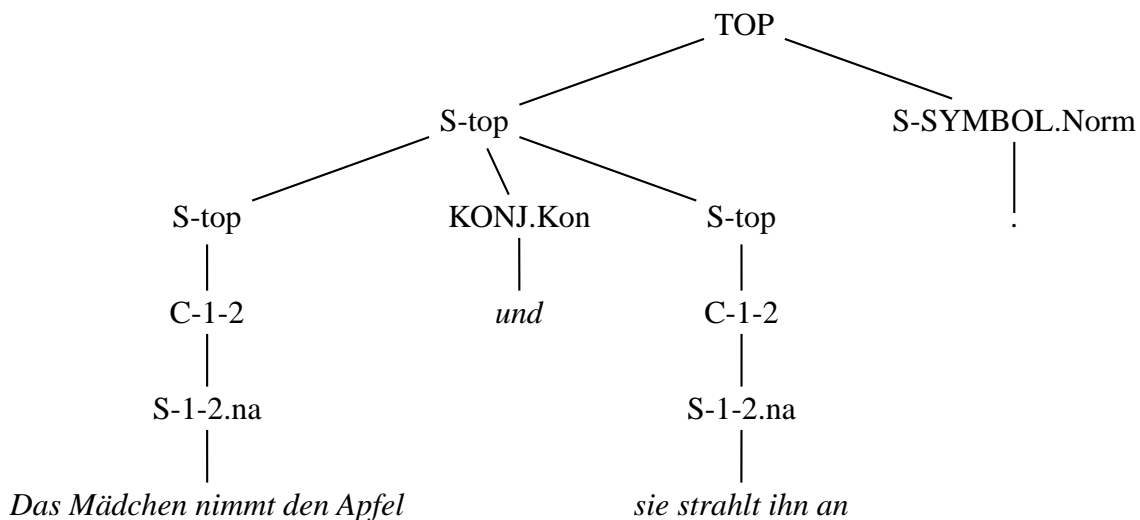 TOP
S-top S-SYMBOL.Norm
S-top KONJ.Kon S-top .
C-1-2 und C-1-2
S-1-2.na S-1-2.na
Das Mädchen nimmt den Apfel sie strahlt ihn an